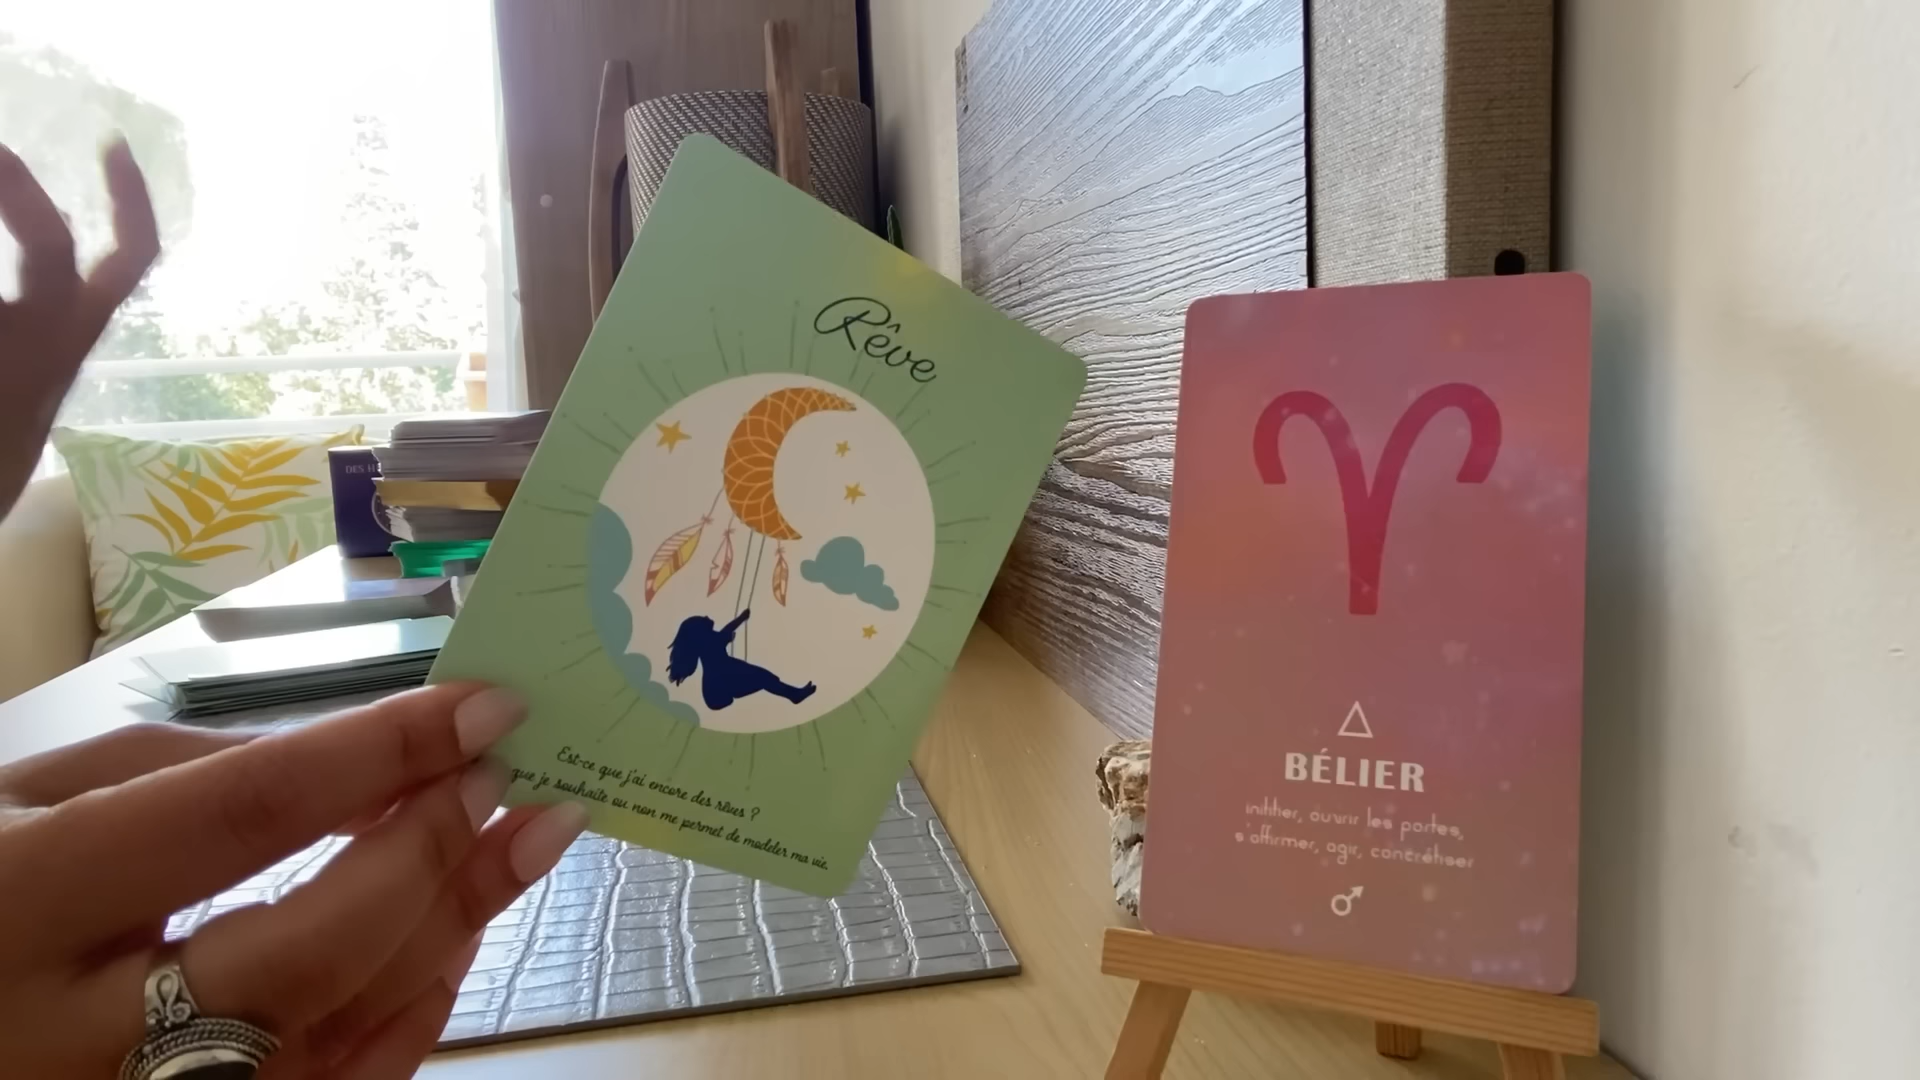 Rêve
Est-ce que j'ai encore des rêves ?
que je souhaite ou non me permet de modeler ma vie.
BÉLIER
initier, ouvrir les portes,
s'affirmer, agir, concrétiser
DES H